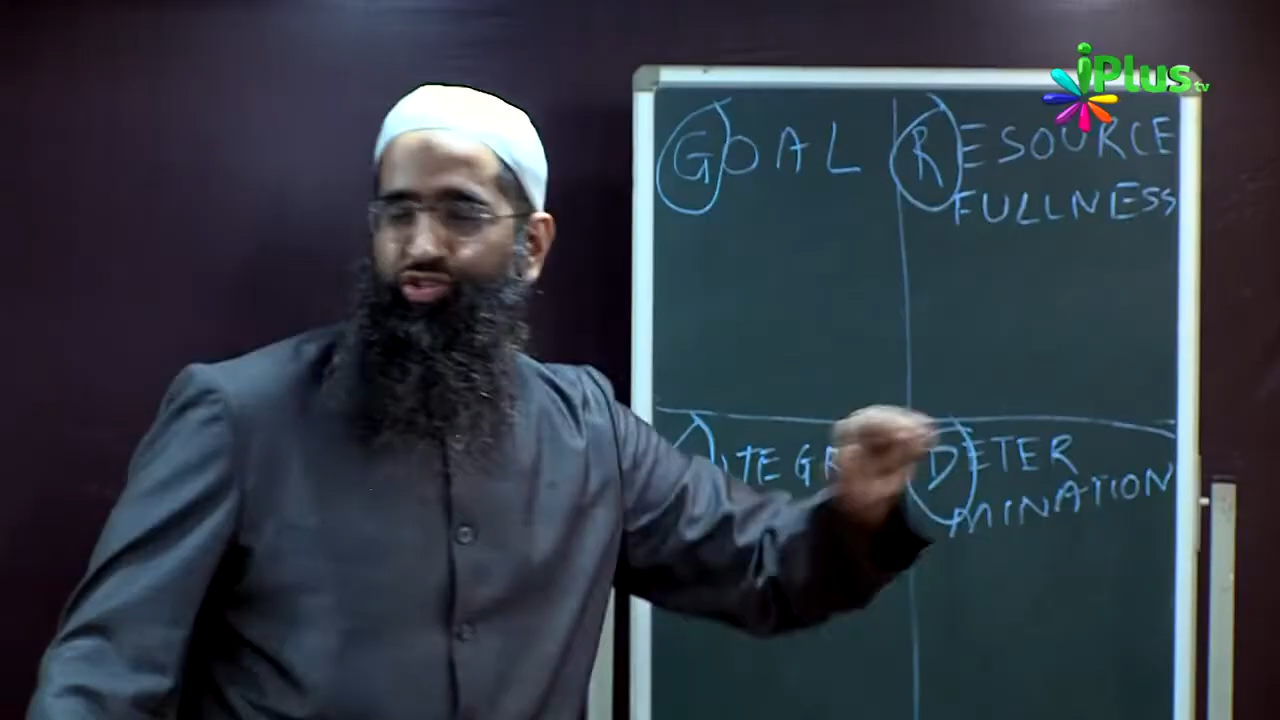 iPlus tv
GOAL
RESOURCE
FULLNESS
DETER
MINATION